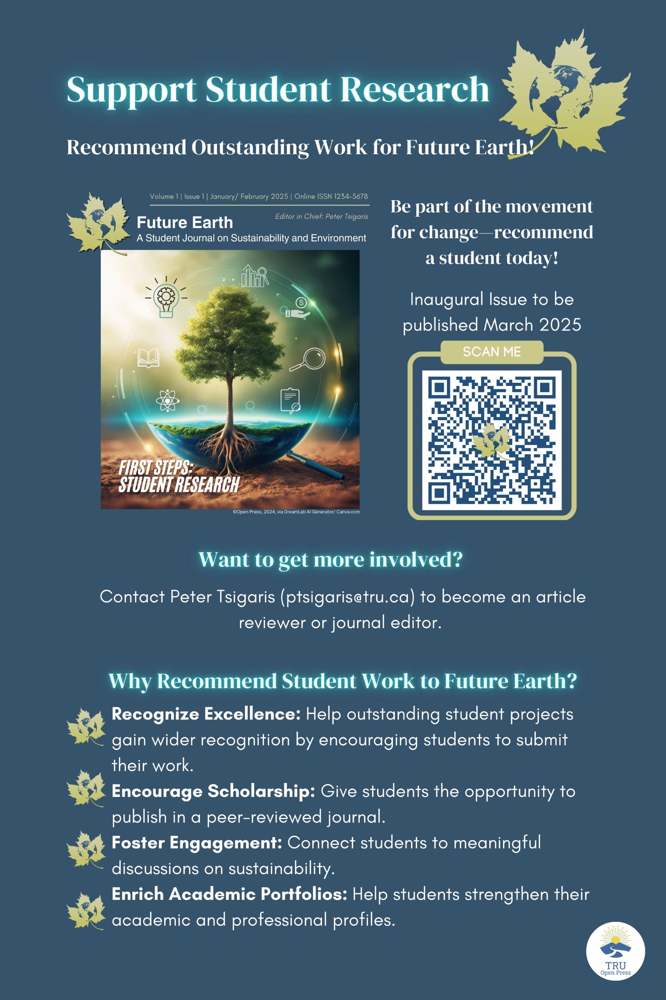 Support Student Research
Recommend Outstanding Work for Future Earth!
Volume 1 | Issue 1 | January/ February 2025 | Online ISSN 1234-5678
Editor in Chief: Peter Tsigaris
Future Earth
A Student Journal on Sustainability and Environment
FIRST STEPS:
STUDENT RESEARCH
©Open Press, 2024, via DreamLab AI Generator/ Canva.com
Be part of the movement
for change—recommend
a student today!
Inaugural Issue to be
published March 2025
SCAN ME
Want to get more involved?
Contact Peter Tsigaris (ptsigaris@tru.ca) to become an article
reviewer or journal editor.
Why Recommend Student Work to Future Earth?
Recognize Excellence: Help outstanding student projects
gain wider recognition by encouraging students to submit
their work.
Encourage Scholarship: Give students the opportunity to
publish in a peer-reviewed journal.
Foster Engagement: Connect students to meaningful
discussions on sustainability.
Enrich Academic Portfolios: Help students strengthen their
academic and professional profiles.
TRU
Open Press